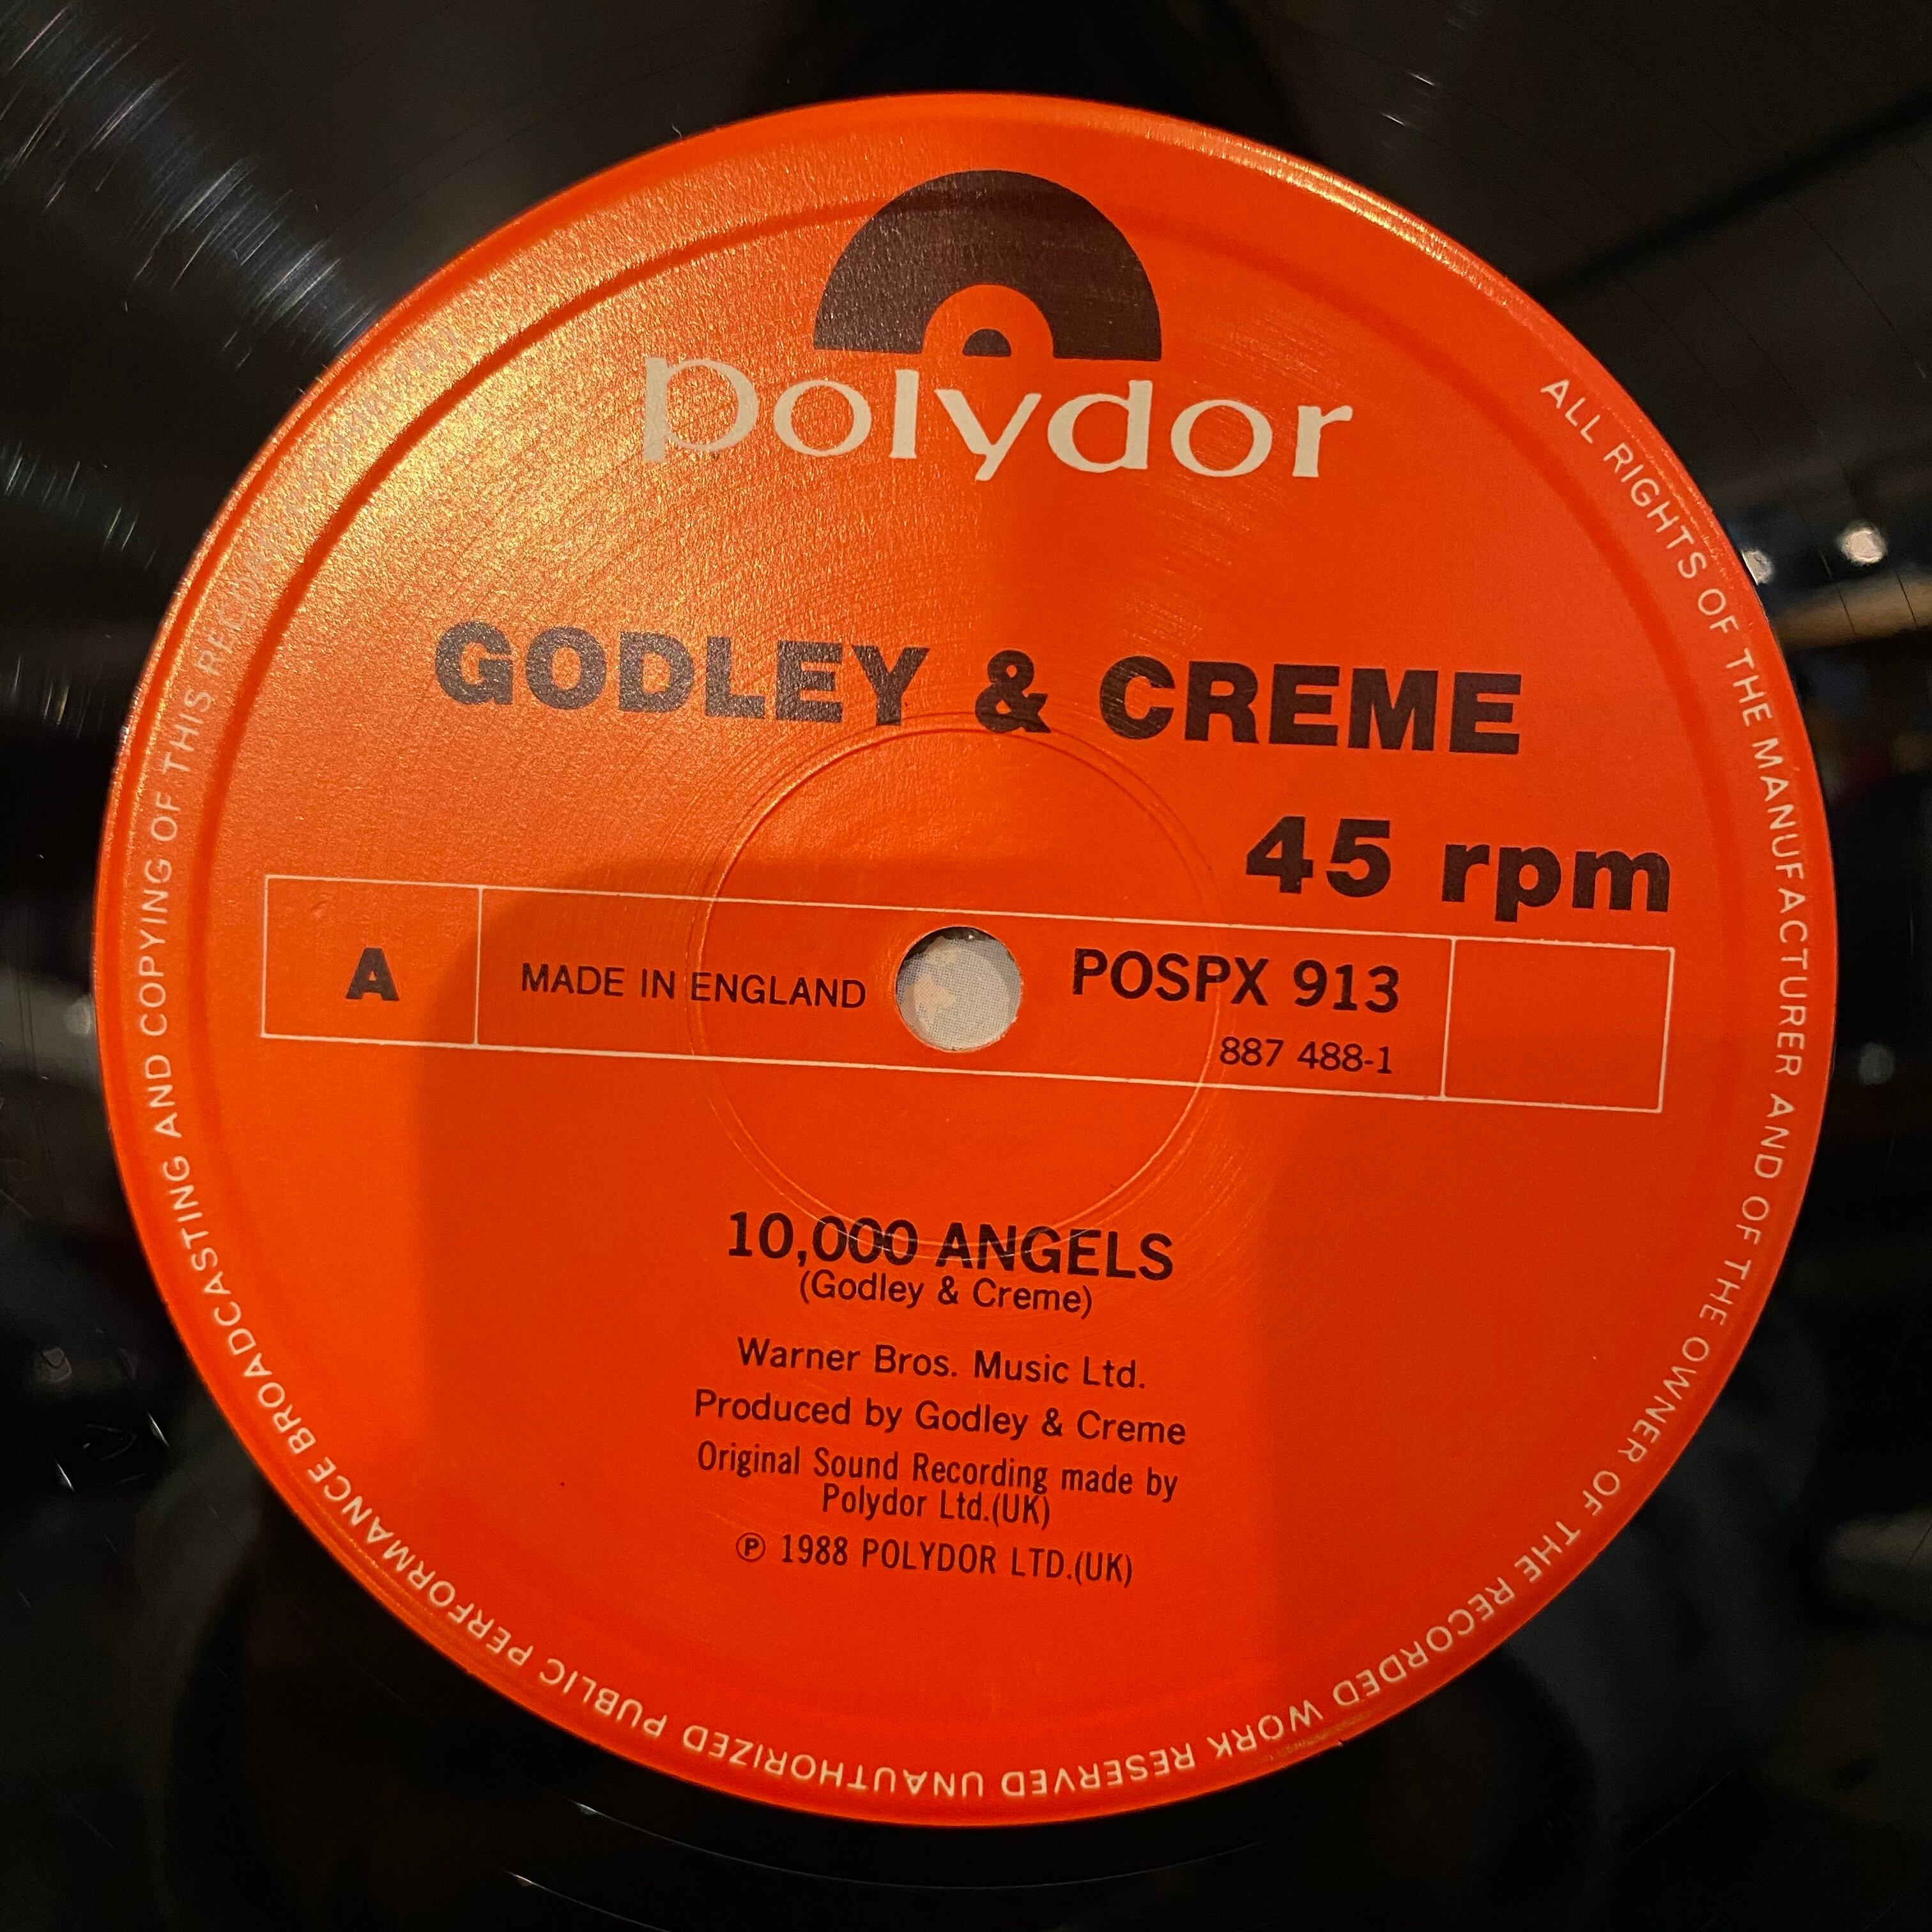 polydor
GODLEY & CREME
45 rpm
A
MADE IN ENGLAND
POSPX 913
887 488-1
10,000 ANGELS
(Godley & Creme)
Warner Bros. Music Ltd.
Produced by Godley & Creme
Original Sound Recording made by
Polydor Ltd.(UK)
℗ 1988 POLYDOR LTD.(UK)
ALL RIGHTS OF THE MANUFACTURER AND OF THE OWNER OF THE RECORDED WORK RESERVED UNAUTHORIZED PUBLIC PERFORMANCE BROADCASTING AND COPYING OF THIS RECORD PROHIBITED